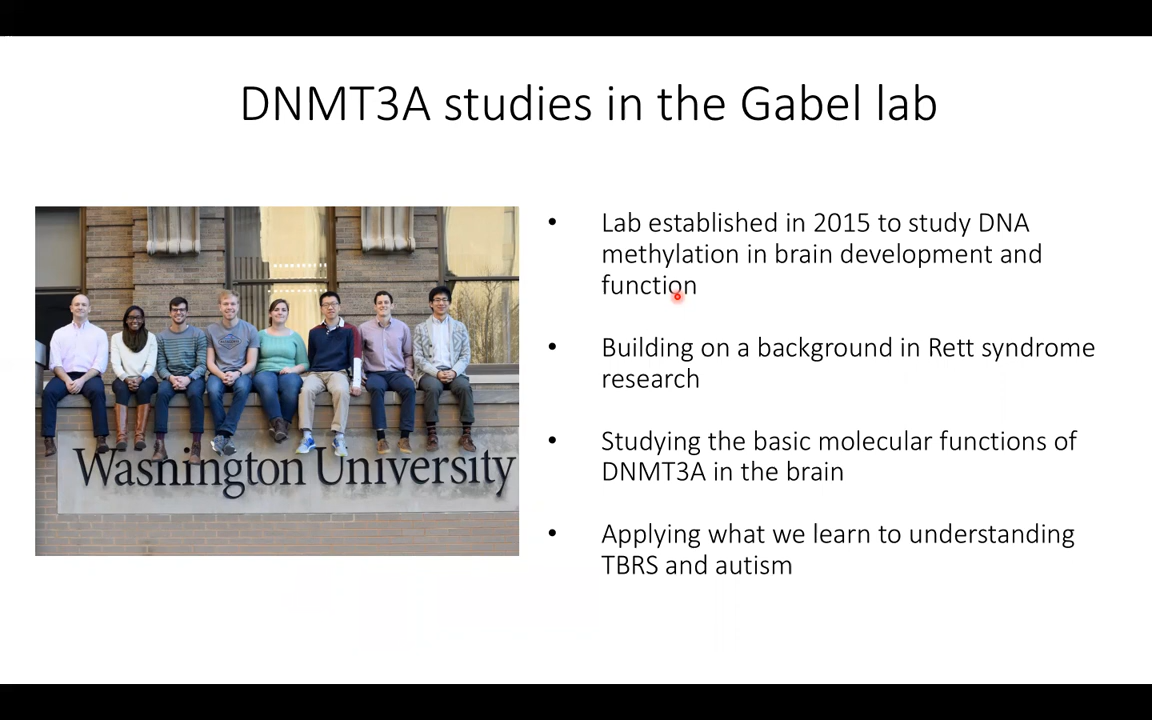 DNMT3A studies in the Gabel lab
• Lab established in 2015 to study DNA
methylation in brain development and
function
• Building on a background in Rett syndrome
research
• Studying the basic molecular functions of
DNMT3A in the brain
• Applying what we learn to understanding
TBRS and autism
Washington University